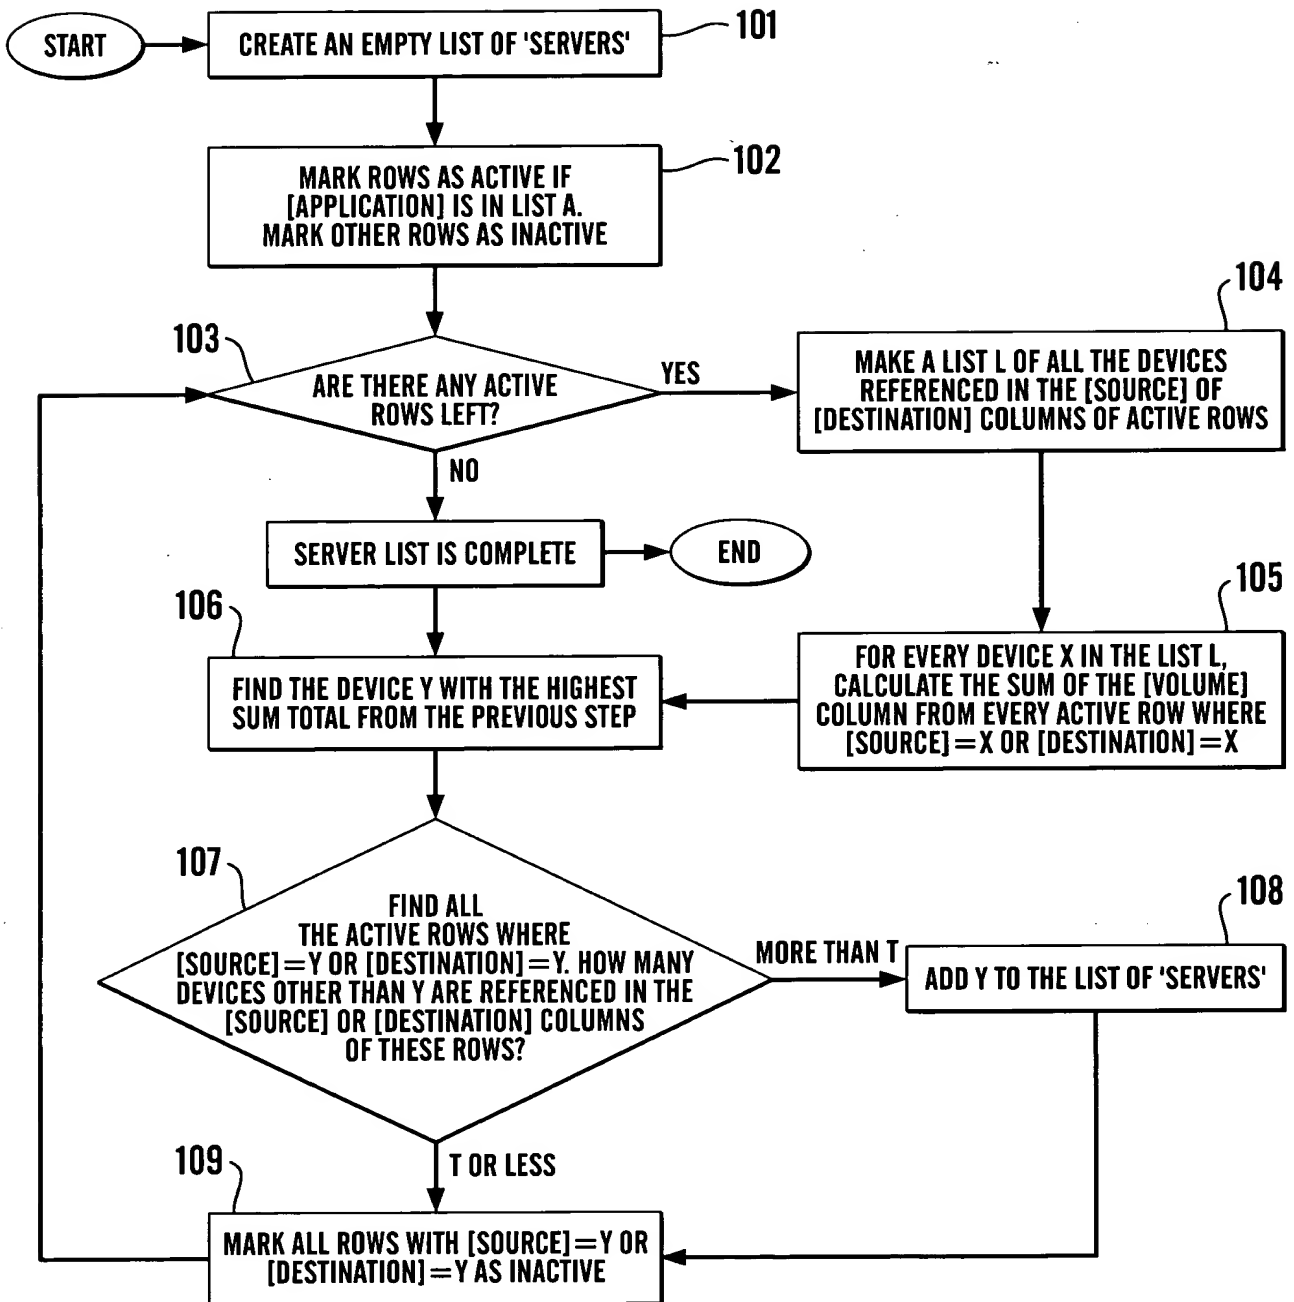 START
CREATE AN EMPTY LIST OF 'SERVERS'
101
MARK ROWS AS ACTIVE IF
[APPLICATION] IS IN LIST A.
MARK OTHER ROWS AS INACTIVE
102
103
ARE THERE ANY ACTIVE
ROWS LEFT?
YES
NO
104
MAKE A LIST L OF ALL THE DEVICES
REFERENCED IN THE [SOURCE] OF
[DESTINATION] COLUMNS OF ACTIVE ROWS
SERVER LIST IS COMPLETE
END
105
FOR EVERY DEVICE X IN THE LIST L,
CALCULATE THE SUM OF THE [VOLUME]
COLUMN FROM EVERY ACTIVE ROW WHERE
[SOURCE]=X OR [DESTINATION]=X
106
FIND THE DEVICE Y WITH THE HIGHEST
SUM TOTAL FROM THE PREVIOUS STEP
107
FIND ALL
THE ACTIVE ROWS WHERE
[SOURCE]=Y OR [DESTINATION]=Y. HOW MANY
DEVICES OTHER THAN Y ARE REFERENCED IN THE
[SOURCE] OR [DESTINATION] COLUMNS
OF THESE ROWS?
MORE THAN T
108
ADD Y TO THE LIST OF 'SERVERS'
T OR LESS
109
MARK ALL ROWS WITH [SOURCE]=Y OR
[DESTINATION]=Y AS INACTIVE